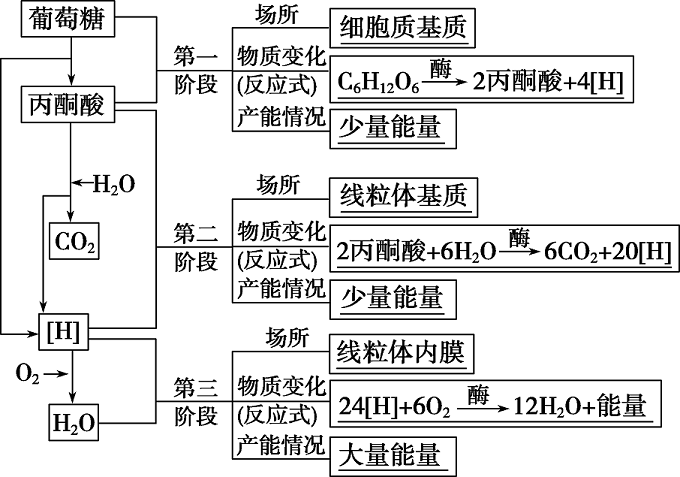 葡萄糖
丙酮酸
H₂O
CO₂
[H]
O₂
H₂O
第一
阶段
场所
细胞质基质
物质变化
(反应式)
C₆H₁₂O₆ 酶 2丙酮酸+4[H]
产能情况
少量能量
第二
阶段
场所
线粒体基质
物质变化
(反应式)
2丙酮酸+6H₂O 酶 6CO₂+20[H]
产能情况
少量能量
第三
阶段
场所
线粒体内膜
物质变化
(反应式)
24[H]+6O₂ 酶 12H₂O+能量
产能情况
大量能量